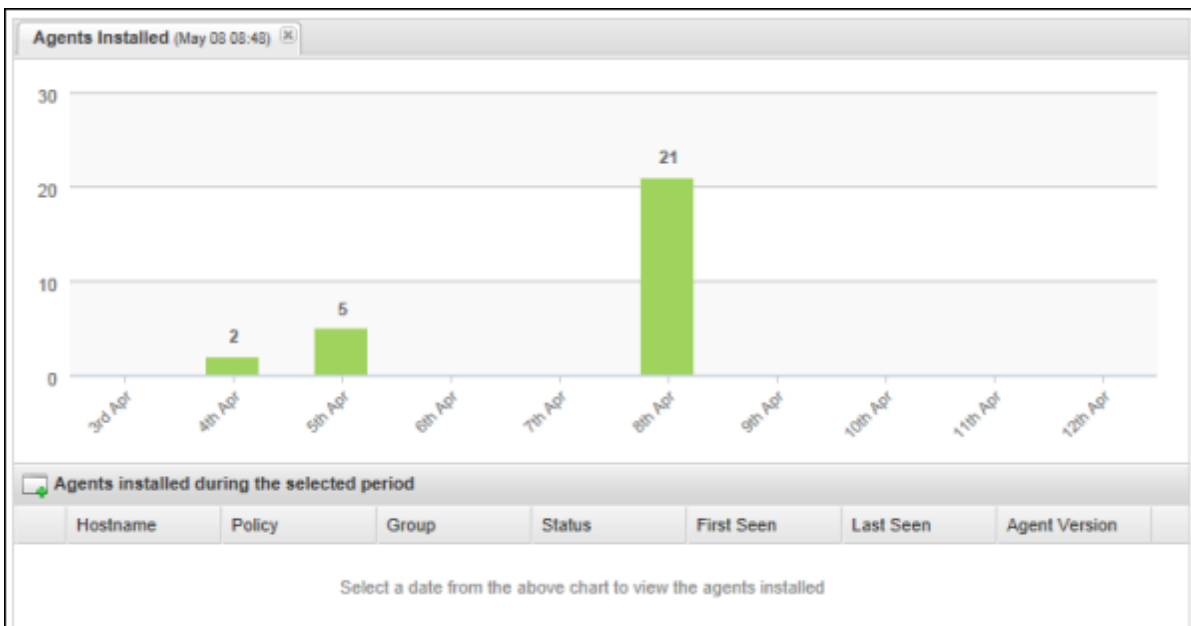 Agents Installed (May 08 08:48)
30
21
20
10
5
2
0
3rd Apr 4th Apr 5th Apr 6th Apr 7th Apr 8th Apr 9th Apr 10th Apr 11th Apr 12th Apr
Agents installed during the selected period
Hostname Policy Group Status First Seen Last Seen Agent Version
Select a date from the above chart to view the agents installed